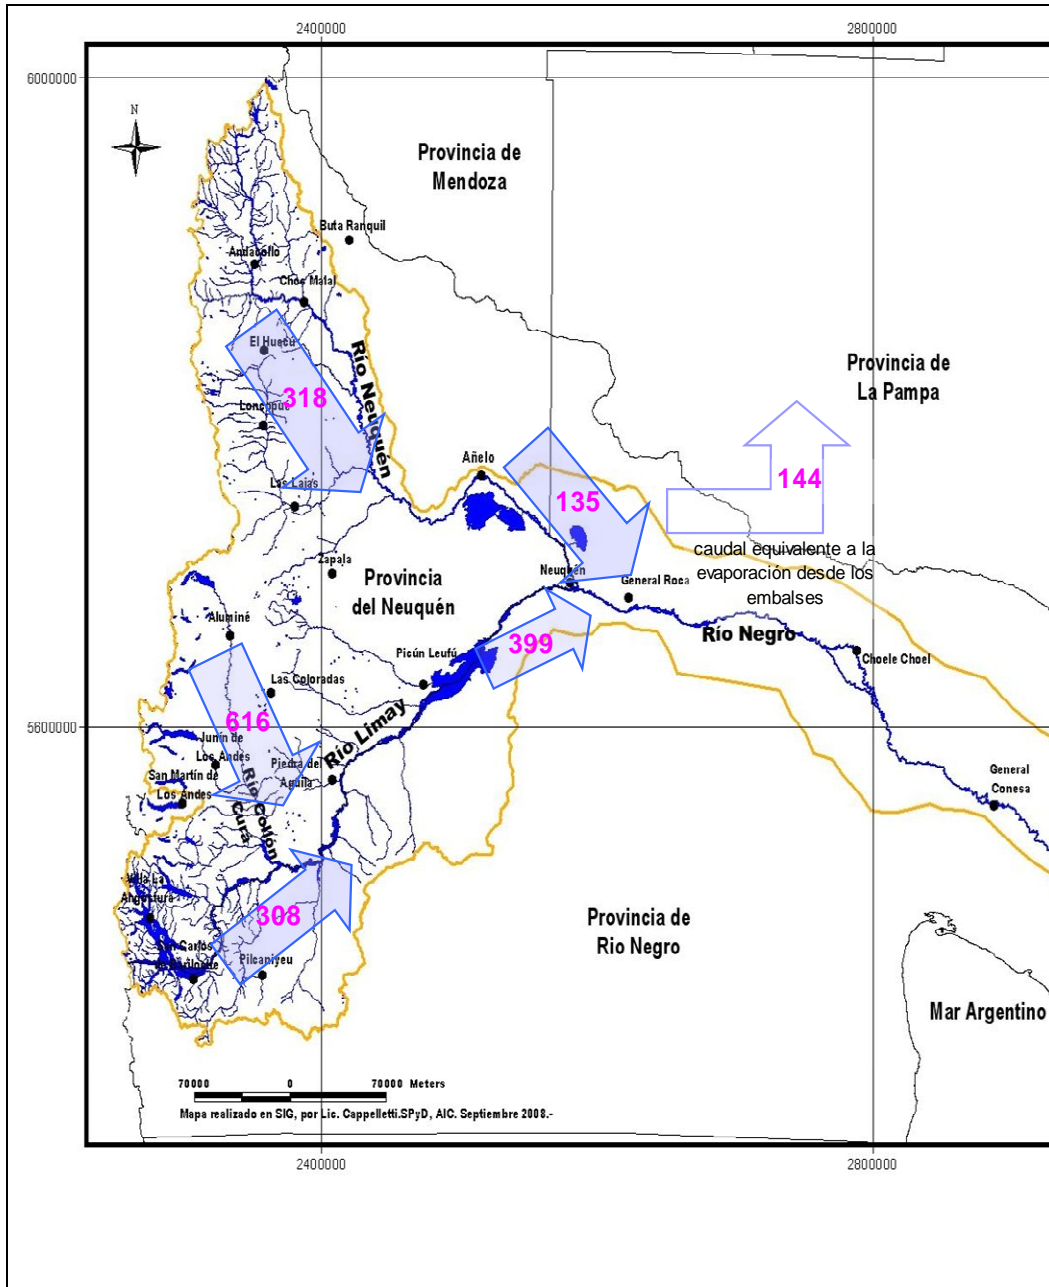 2400000
2800000
6000000
N
Provincia de
Mendoza
Buta Ranquil
Andacollo
Chos Malal
El Huecú
Río Neuquén
Provincia de
La Pampa
318
Loncopué
Añelo
Las Lajas
135
144
caudal equivalente a la
evaporación desde los
embalses
Zapala
Neuquén
General Roca
Provincia
del Neuquén
Aluminé
Río Negro
399
Picún Leufú
Choele Choel
Las Coloradas
616
Río Limay
5600000
Junín de
Los Andes
Piedra del
Aguila
San Martín de
Los Andes
General
Conesa
Río Collón
Cura
Villa La
Angostura
308
Provincia de
Rio Negro
San Carlos
de Bariloche
Pilcaniyeu
Mar Argentino
70000 0 70000 Meters
Mapa realizado en SIG, por Lic. Cappelletti.SPyD, AIC. Septiembre 2008.-
2400000
2800000